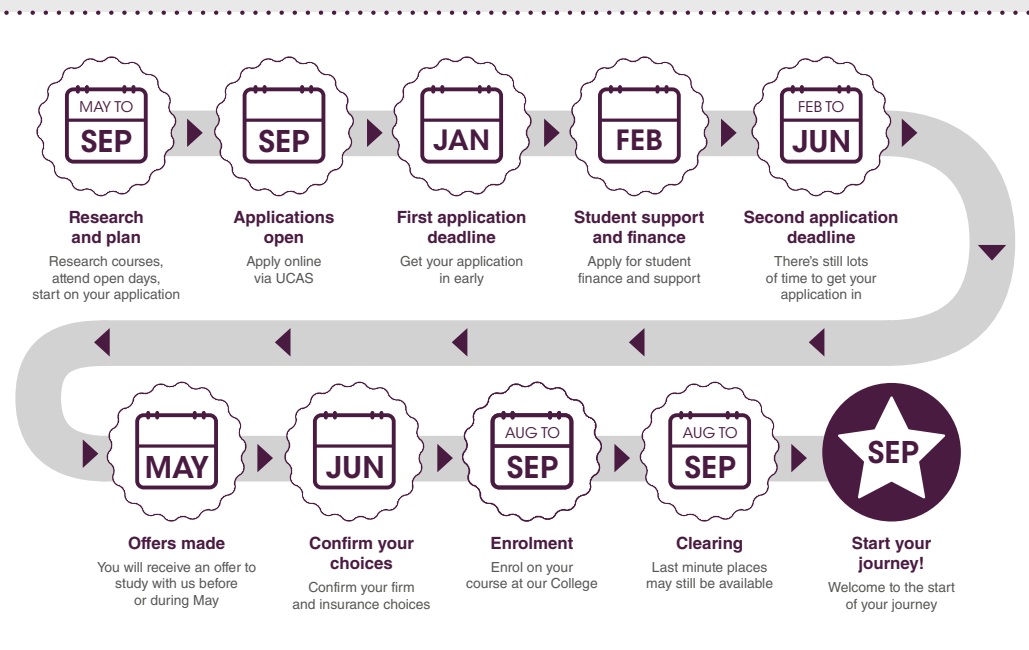 MAY TO
SEP
Research
and plan
Research courses,
attend open days,
start on your application
SEP
Applications
open
Apply online
via UCAS
JAN
First application
deadline
Get your application
in early
FEB
Student support
and finance
Apply for student
finance and support
FEB TO
JUN
Second application
deadline
There's still lots
of time to get your
application in
MAY
Offers made
You will receive an offer to
study with us before
or during May
JUN
Confirm your
choices
Confirm your firm
and insurance choices
AUG TO
SEP
Enrolment
Enrol on your
course at our College
AUG TO
SEP
Clearing
Last minute places
may still be available
SEP
Start your
journey!
Welcome to the start
of your journey